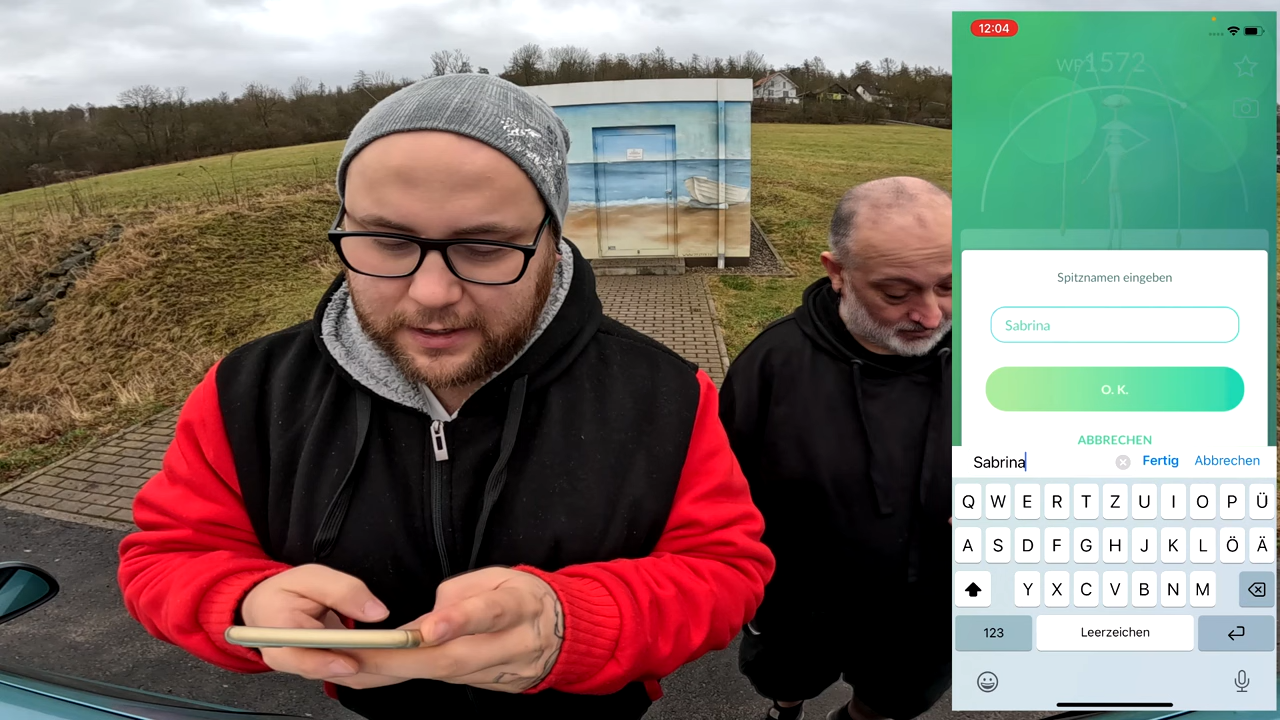 12:04
WP1572
Spitznamen eingeben
Sabrina
O. K.
ABBRECHEN
Sabrina
Fertig Abbrechen
Q W E R T Z U I O P Ü
A S D F G H J K L Ö Ä
Y X C V B N M
123 Leerzeichen